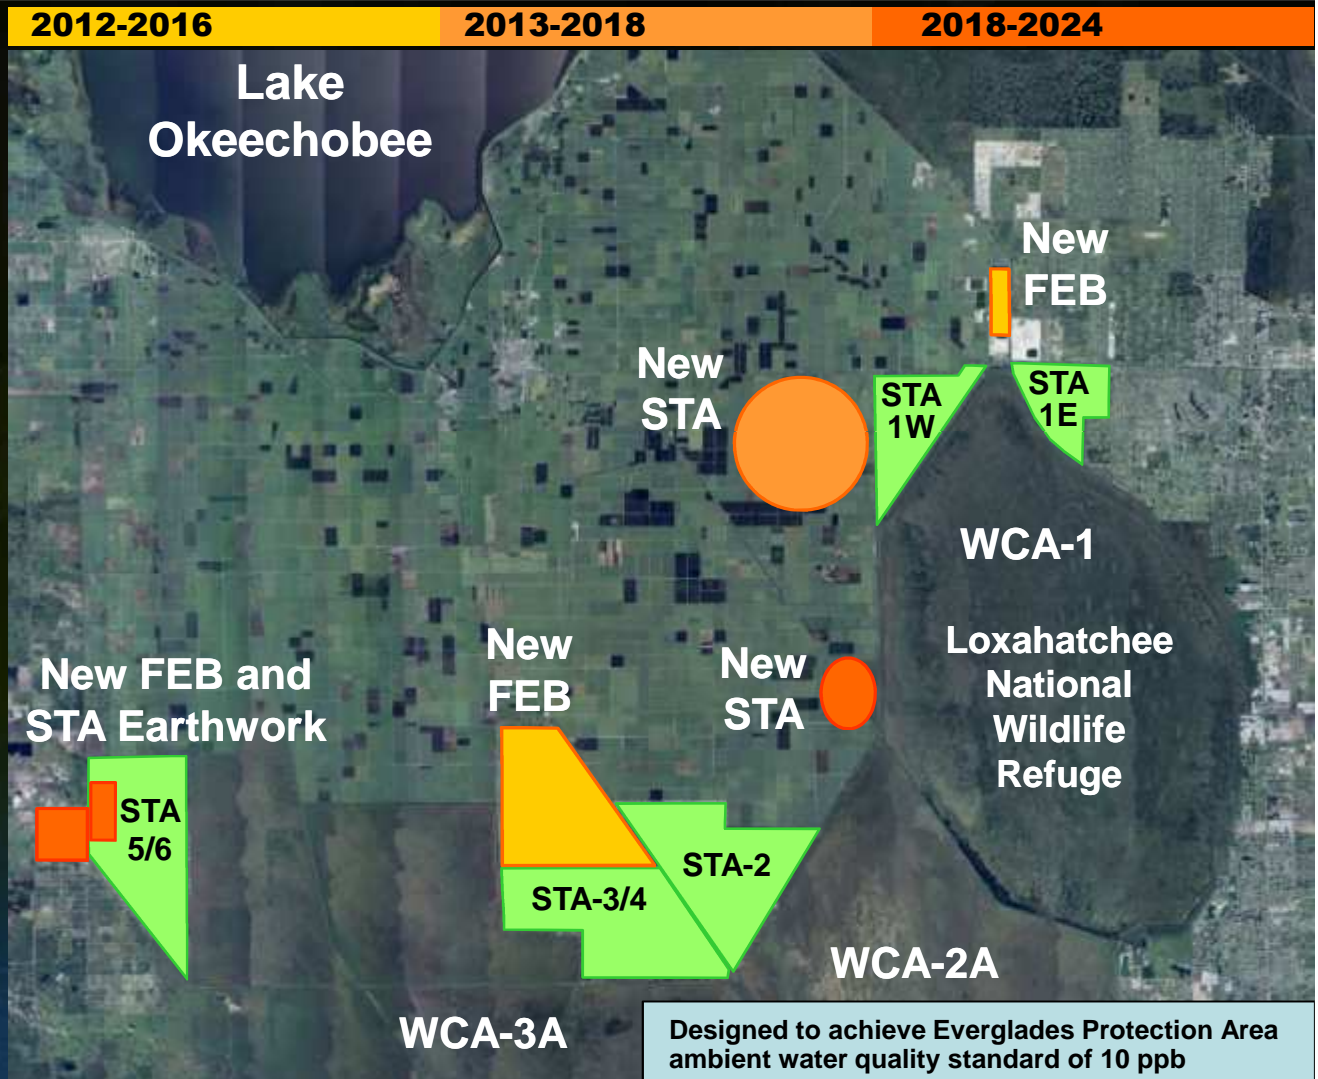 2012-2016
2013-2018
2018-2024
Lake
Okeechobee
New
FEB
New
STA
STA
1W
STA
1E
WCA-1
Loxahatchee
National
Wildlife
Refuge
New
FEB
New
STA
New FEB and
STA Earthwork
STA
5/6
STA-2
STA-3/4
WCA-2A
WCA-3A
Designed to achieve Everglades Protection Area
ambient water quality standard of 10 ppb